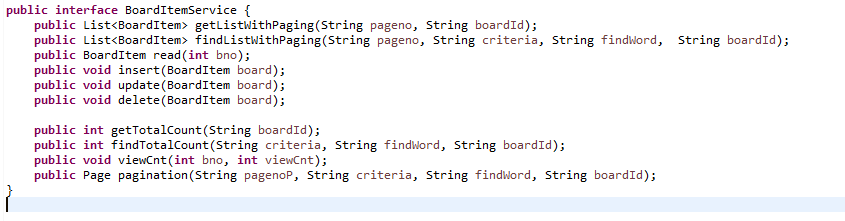 public interface BoardItemService {
    public List<BoardItem> getListWithPaging(String pageno, String boardId);
    public List<BoardItem> findListWithPaging(String pageno, String criteria, String findWord,  String boardId);
    public BoardItem read(int bno);
    public void insert(BoardItem board);
    public void update(BoardItem board);
    public void delete(BoardItem board);

    public int getTotalCount(String boardId);
    public int findTotalCount(String criteria, String findWord, String boardId);
    public void viewCnt(int bno, int viewCnt);
    public Page pagination(String pagenoP, String criteria, String findWord, String boardId);
}